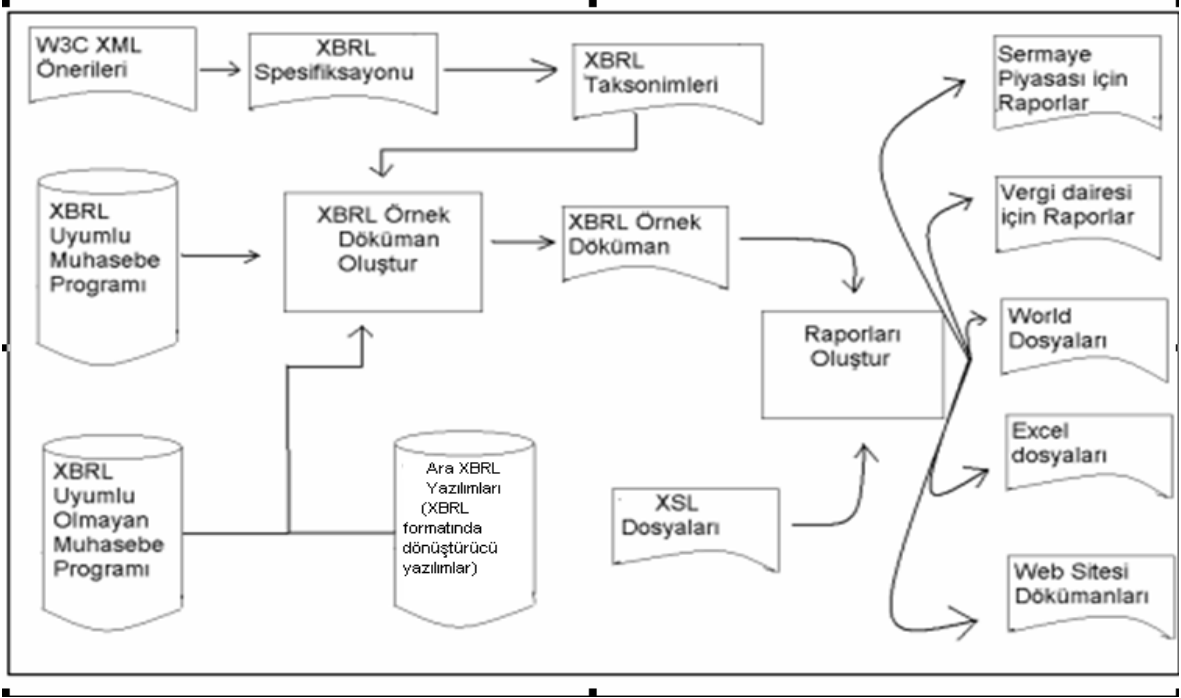 W3C XML
Önerileri
XBRL
Spesifiksayonu
XBRL
Taksonimleri
Sermaye
Piyasası için
Raporlar
XBRL
Uyumlu
Muhasebe
Programı
XBRL Örnek
Döküman
Oluştur
XBRL Örnek
Döküman
Vergi dairesi
için Raporlar
Raporları
Oluştur
World
Dosyaları
XBRL
Uyumlu
Olmayan
Muhasebe
Programı
Ara XBRL
Yazılımları
(XBRL
formatında
dönüştürücü
yazılımlar)
XSL
Dosyaları
Excel
dosyaları
Web Sitesi
Dökümanları